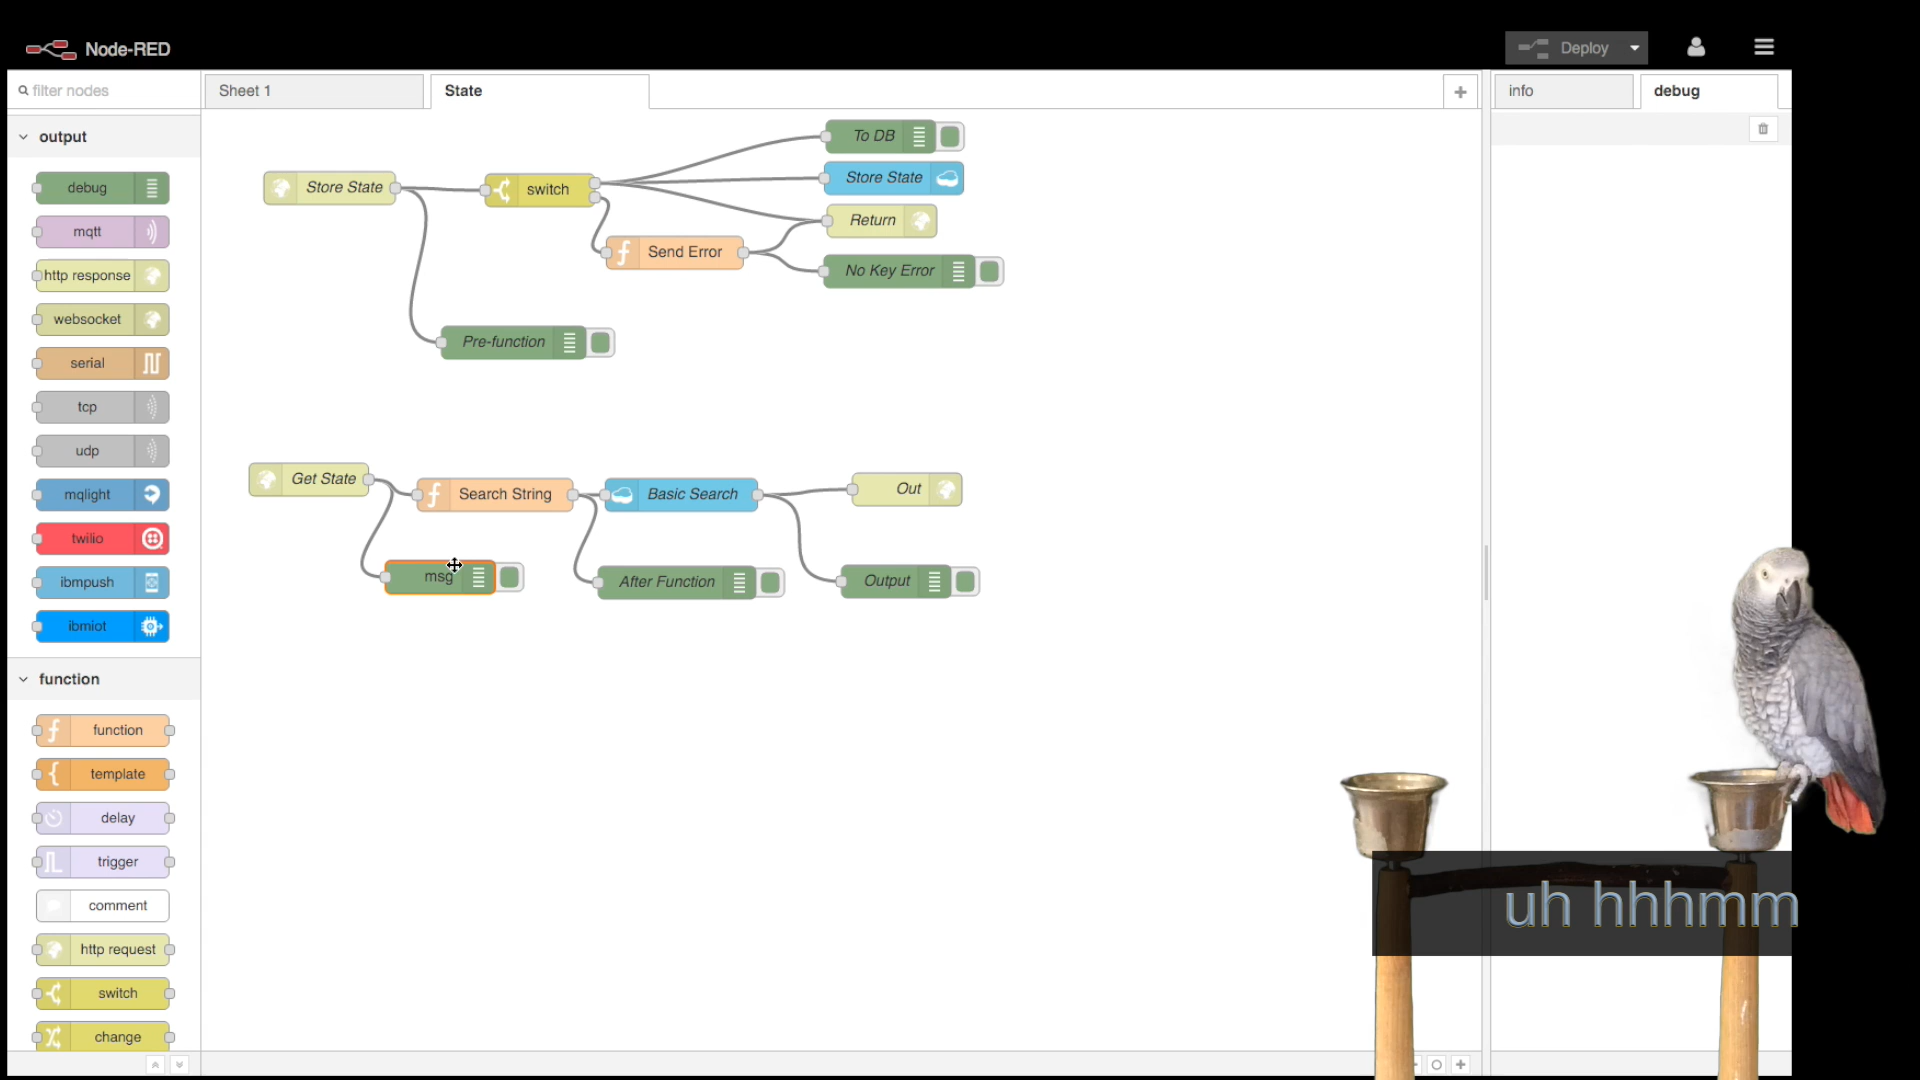 Node-RED
Deploy
filter nodes
Sheet 1
State
info
debug
output
debug
mqtt
http response
websocket
serial
tcp
udp
mqlight
twilio
ibmpush
ibmiot
function
function
template
delay
trigger
comment
http request
switch
change
Store State
switch
To DB
Store State
Return
Send Error
No Key Error
Pre-function
Get State
Search String
Basic Search
Out
msg
After Function
Output
uh hhhmm